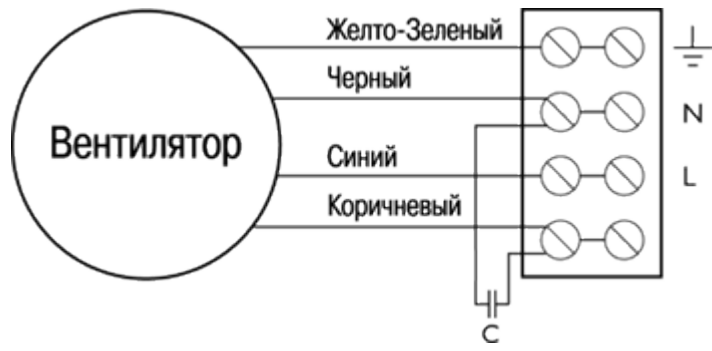 Желто-Зеленый
Черный
N
Вентилятор
Синий
L
Коричневый
C